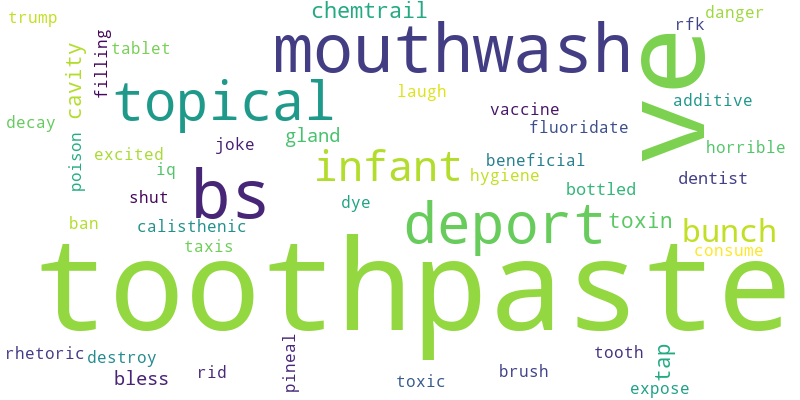 trump
chemtrail
danger
rfk
mouthwash
ve
tablet
filling
cavity
laugh
topical
vaccine
additive
decay
fluoridate
gland
joke
horrible
poison
excited
iq
infant
beneficial
hygiene
dentist
bs
shut
dye
bottled
ban
calisthenic
deport
toxin
bunch
taxis
consume
toothpaste
rhetoric
destroy
bless
rid
pineal
toxic
brush
tooth
tap
expose